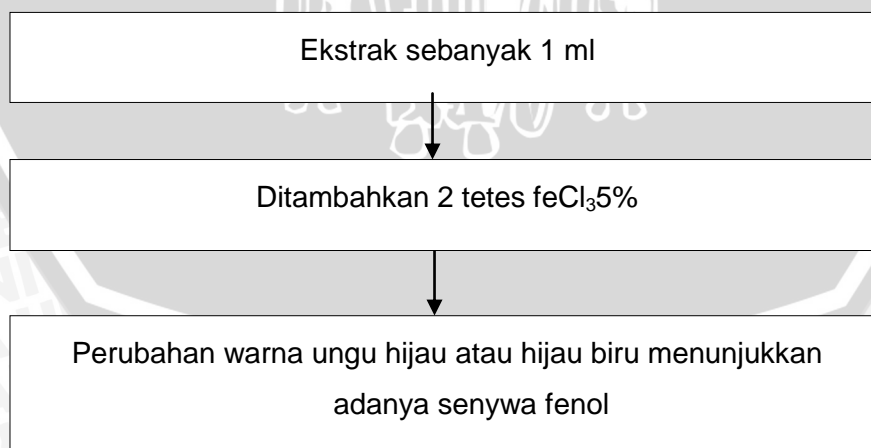 Ekstrak sebanyak 1 ml
Ditambahkan 2 tetes feCl₃5%
Perubahan warna ungu hijau atau hijau biru menunjukkan
adanya senywa fenol